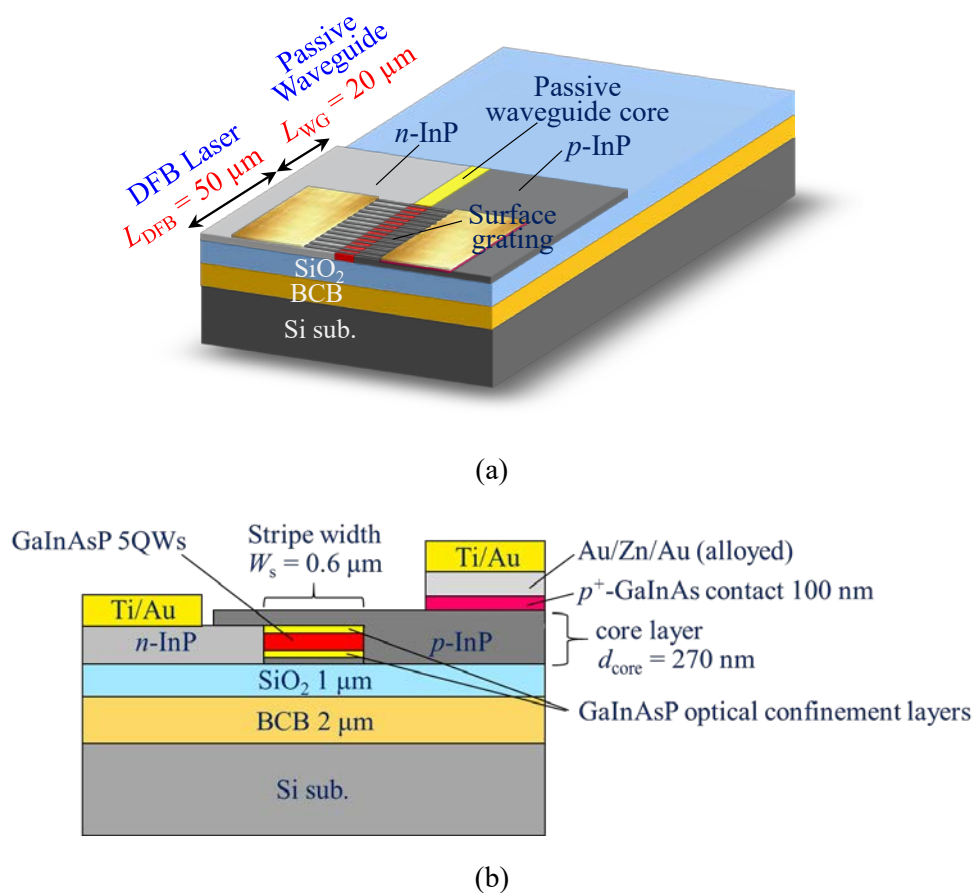 Passive
Waveguide
L_WG = 20 μm
DFB Laser
L_DFB = 50 μm
n-InP
Passive
waveguide core
p-InP
Surface
grating
SiO₂
BCB
Si sub.
(a)
GaInAsP 5QWs
Stripe width
Wₛ = 0.6 μm
Ti/Au
Au/Zn/Au (alloyed)
p⁺-GaInAs contact 100 nm
Ti/Au
n-InP
p-InP
core layer
d_core = 270 nm
SiO₂ 1 μm
GaInAsP optical confinement layers
BCB 2 μm
Si sub.
(b)